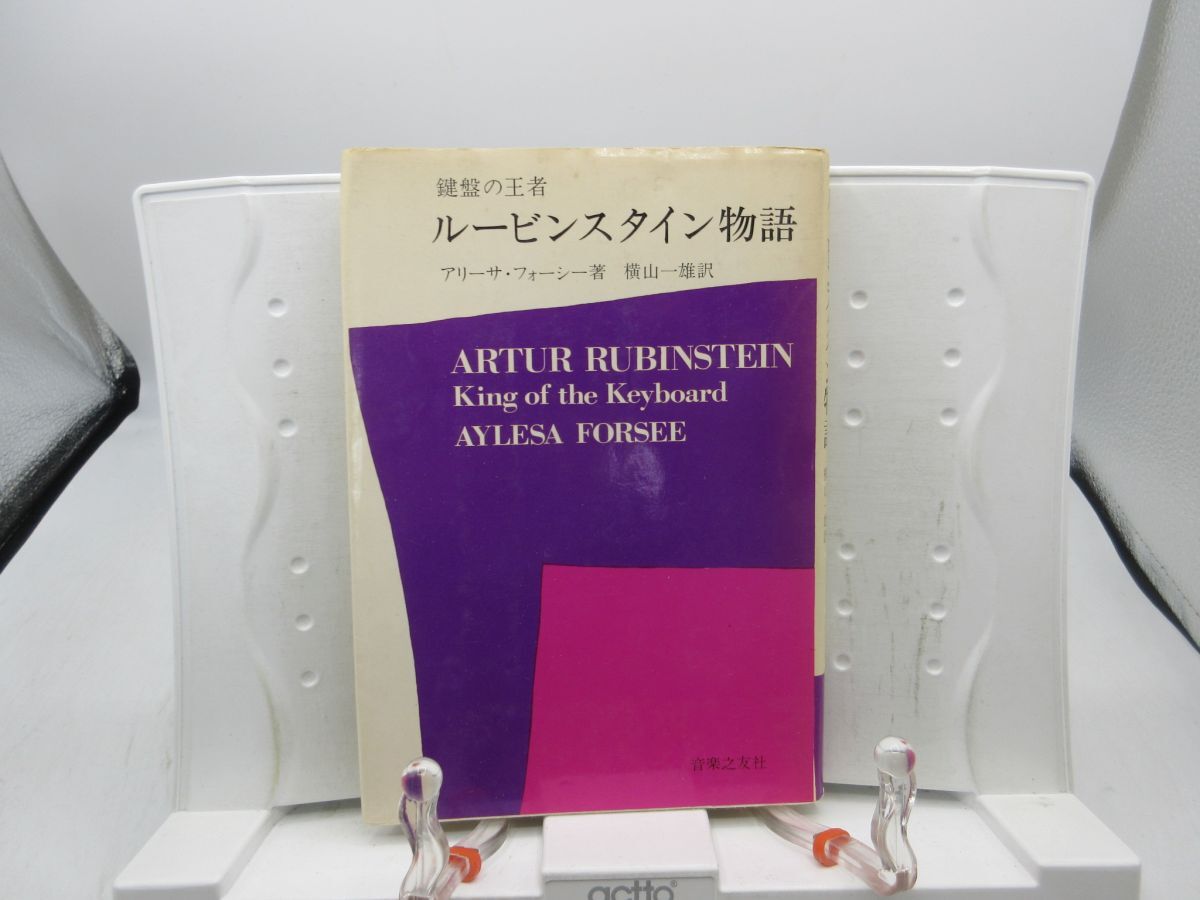 鍵盤の王者
ルービンスタイン物語
アリーサ・フォーシー著 横山一雄訳
ARTUR RUBINSTEIN
King of the Keyboard
AYLESA FORSEE
音楽之友社
actto®